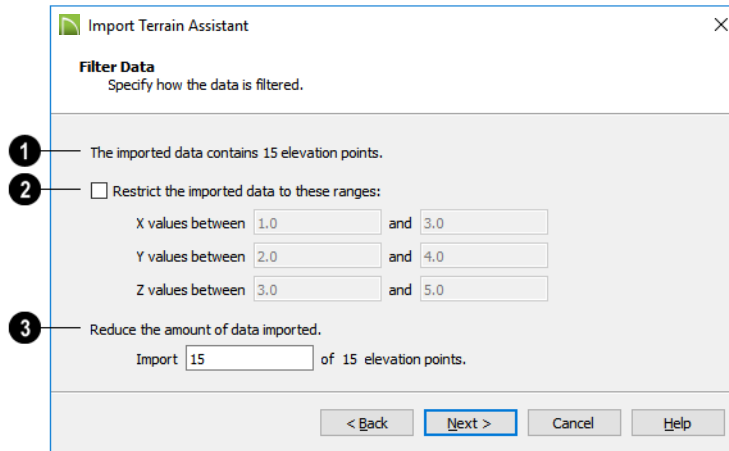 Import Terrain Assistant
Filter Data
Specify how the data is filtered.
1 The imported data contains 15 elevation points.
2 Restrict the imported data to these ranges:
X values between 1.0 and 3.0
Y values between 2.0 and 4.0
Z values between 3.0 and 5.0
3 Reduce the amount of data imported.
Import 15 of 15 elevation points.
< Back Next > Cancel Help